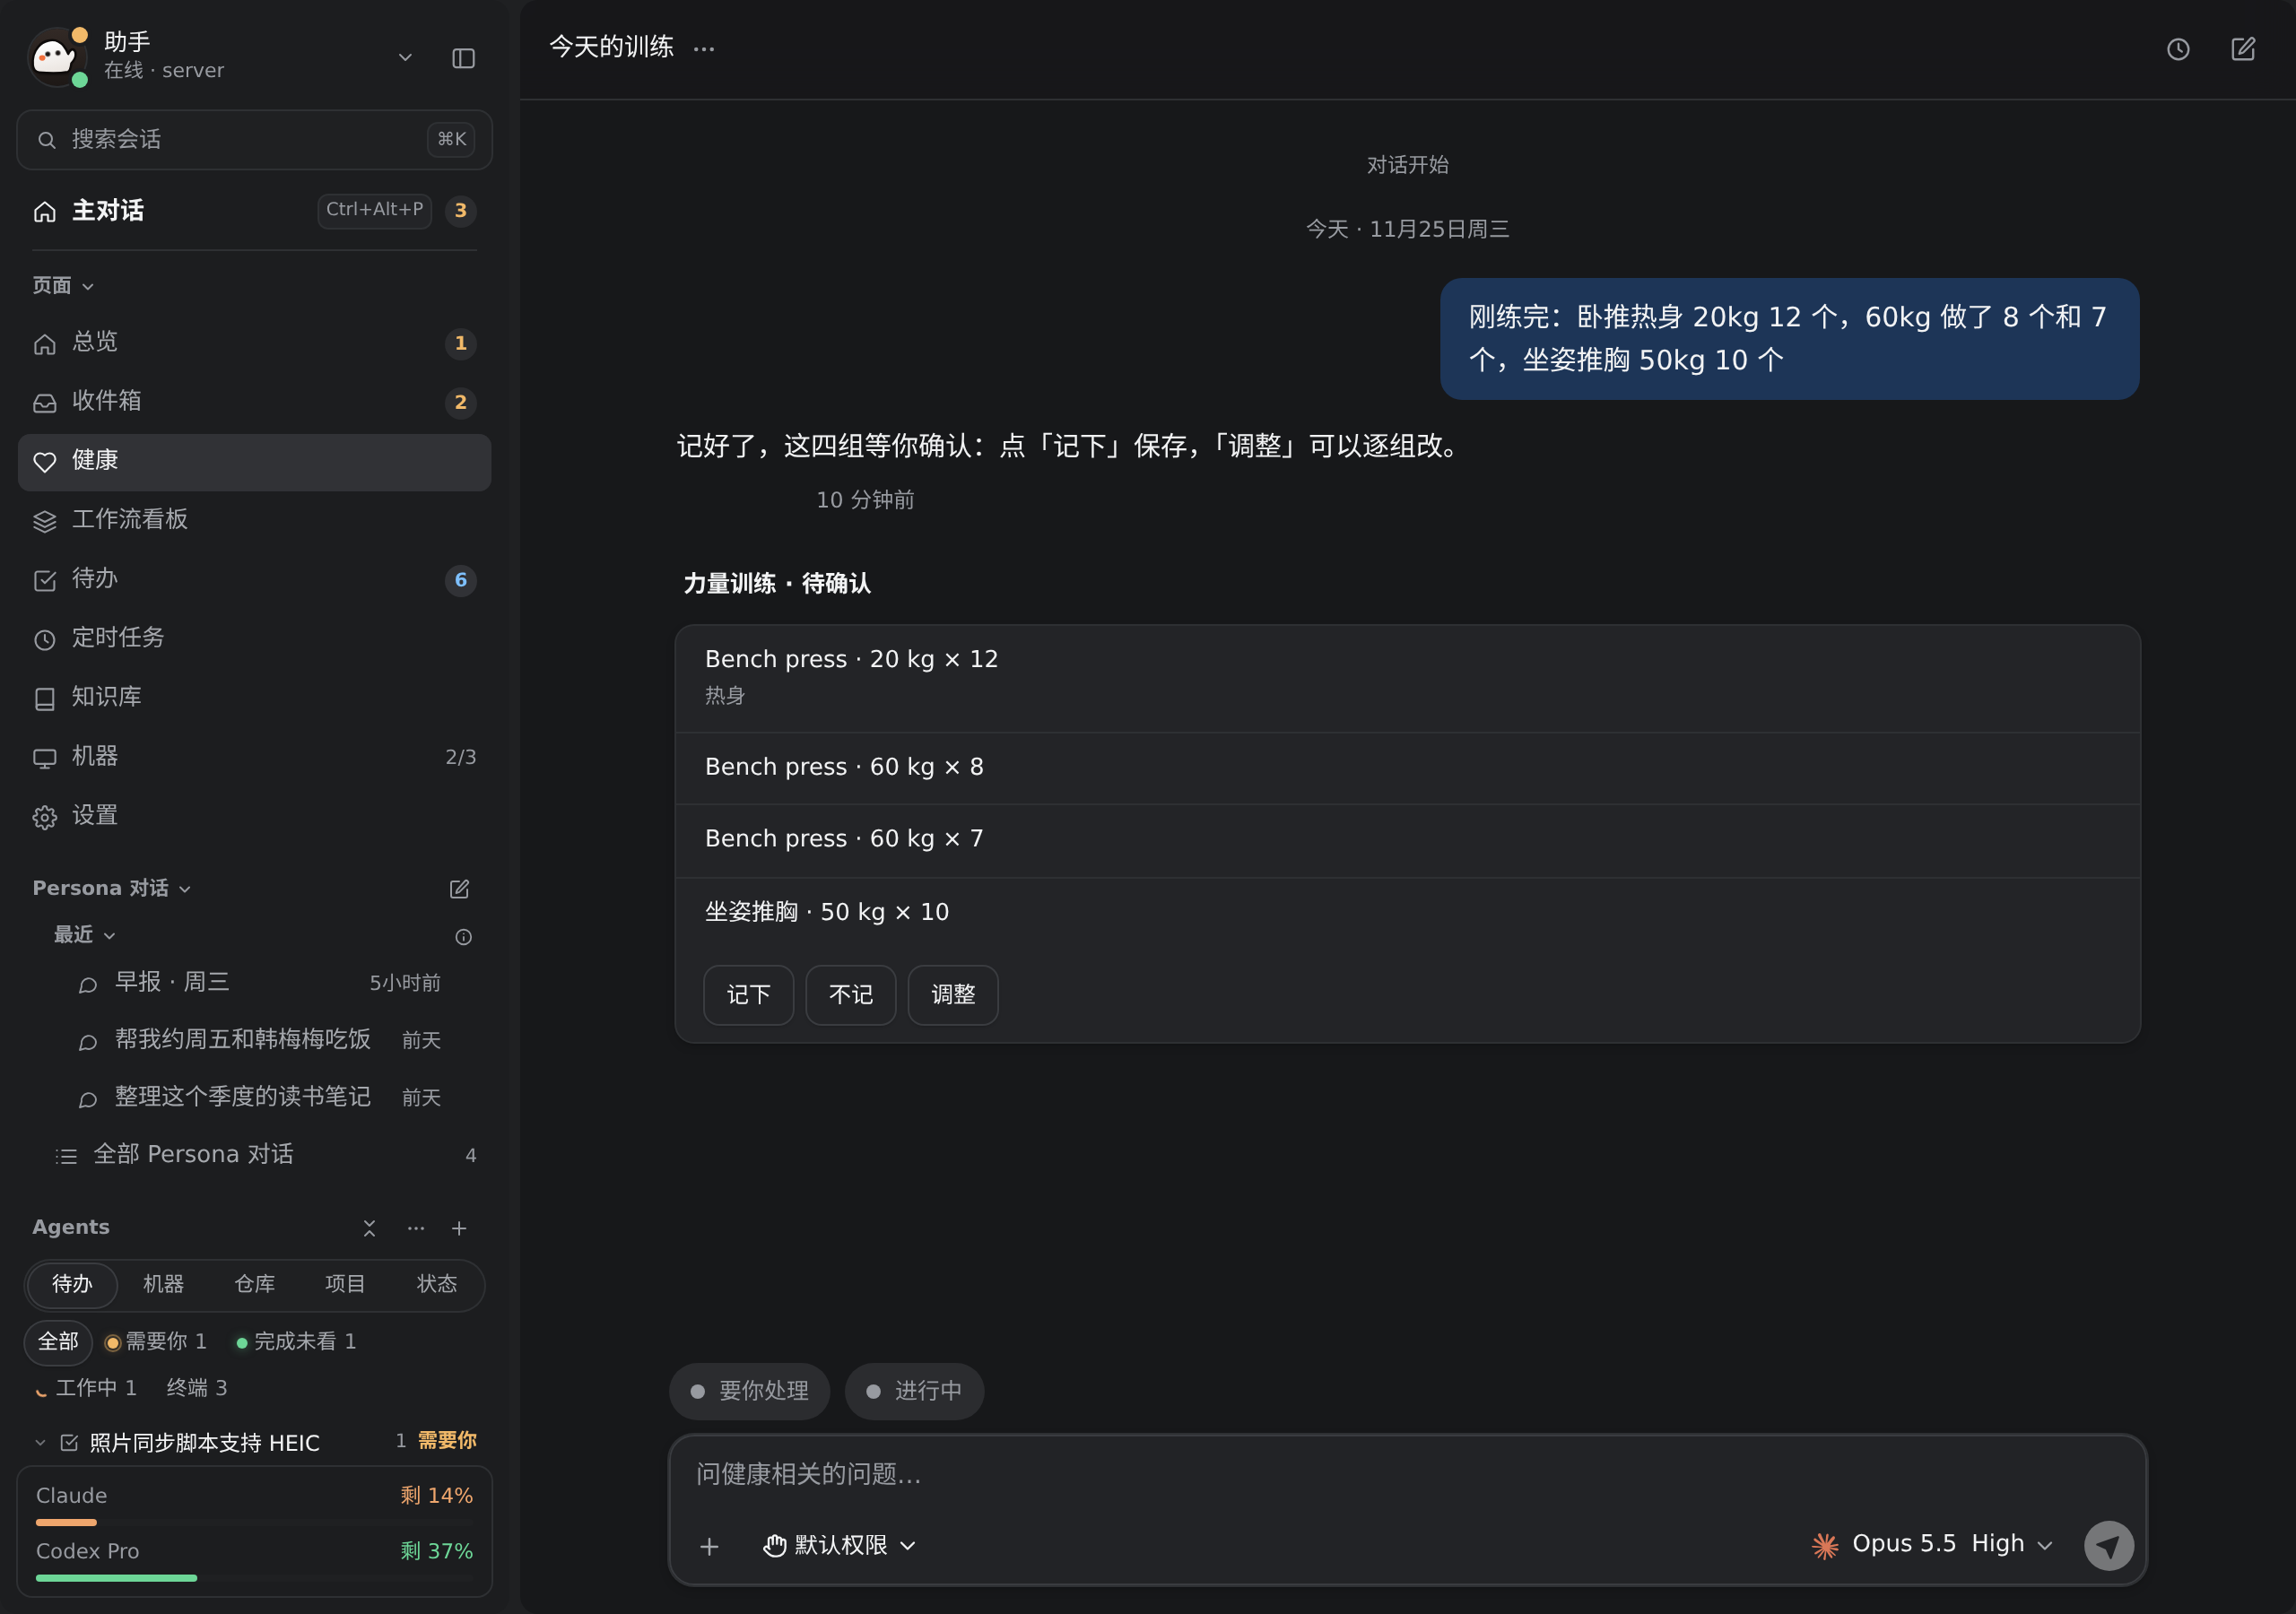 助手
在线 · server
搜索会话
⌘K
主对话
Ctrl+Alt+P
3
页面
总览
1
收件箱
2
健康
工作流看板
待办
6
定时任务
知识库
机器
2/3
设置
Persona 对话
最近
早报 · 周三
5小时前
帮我约周五和韩梅梅吃饭
前天
整理这个季度的读书笔记
前天
全部 Persona 对话
4
Agents
待办
机器
仓库
项目
状态
全部
需要你 1
完成未看 1
工作中 1
终端 3
照片同步脚本支持 HEIC
1
需要你
Claude
剩 14%
Codex Pro
剩 37%
今天的训练
对话开始
今天 · 11月25日周三
刚练完：卧推热身 20kg 12 个，60kg 做了 8 个和 7
个，坐姿推胸 50kg 10 个
记好了，这四组等你确认：点「记下」保存，「调整」可以逐组改。
10 分钟前
力量训练 · 待确认
Bench press · 20 kg × 12
热身
Bench press · 60 kg × 8
Bench press · 60 kg × 7
坐姿推胸 · 50 kg × 10
记下
不记
调整
要你处理
进行中
问健康相关的问题…
默认权限
Opus 5.5 High